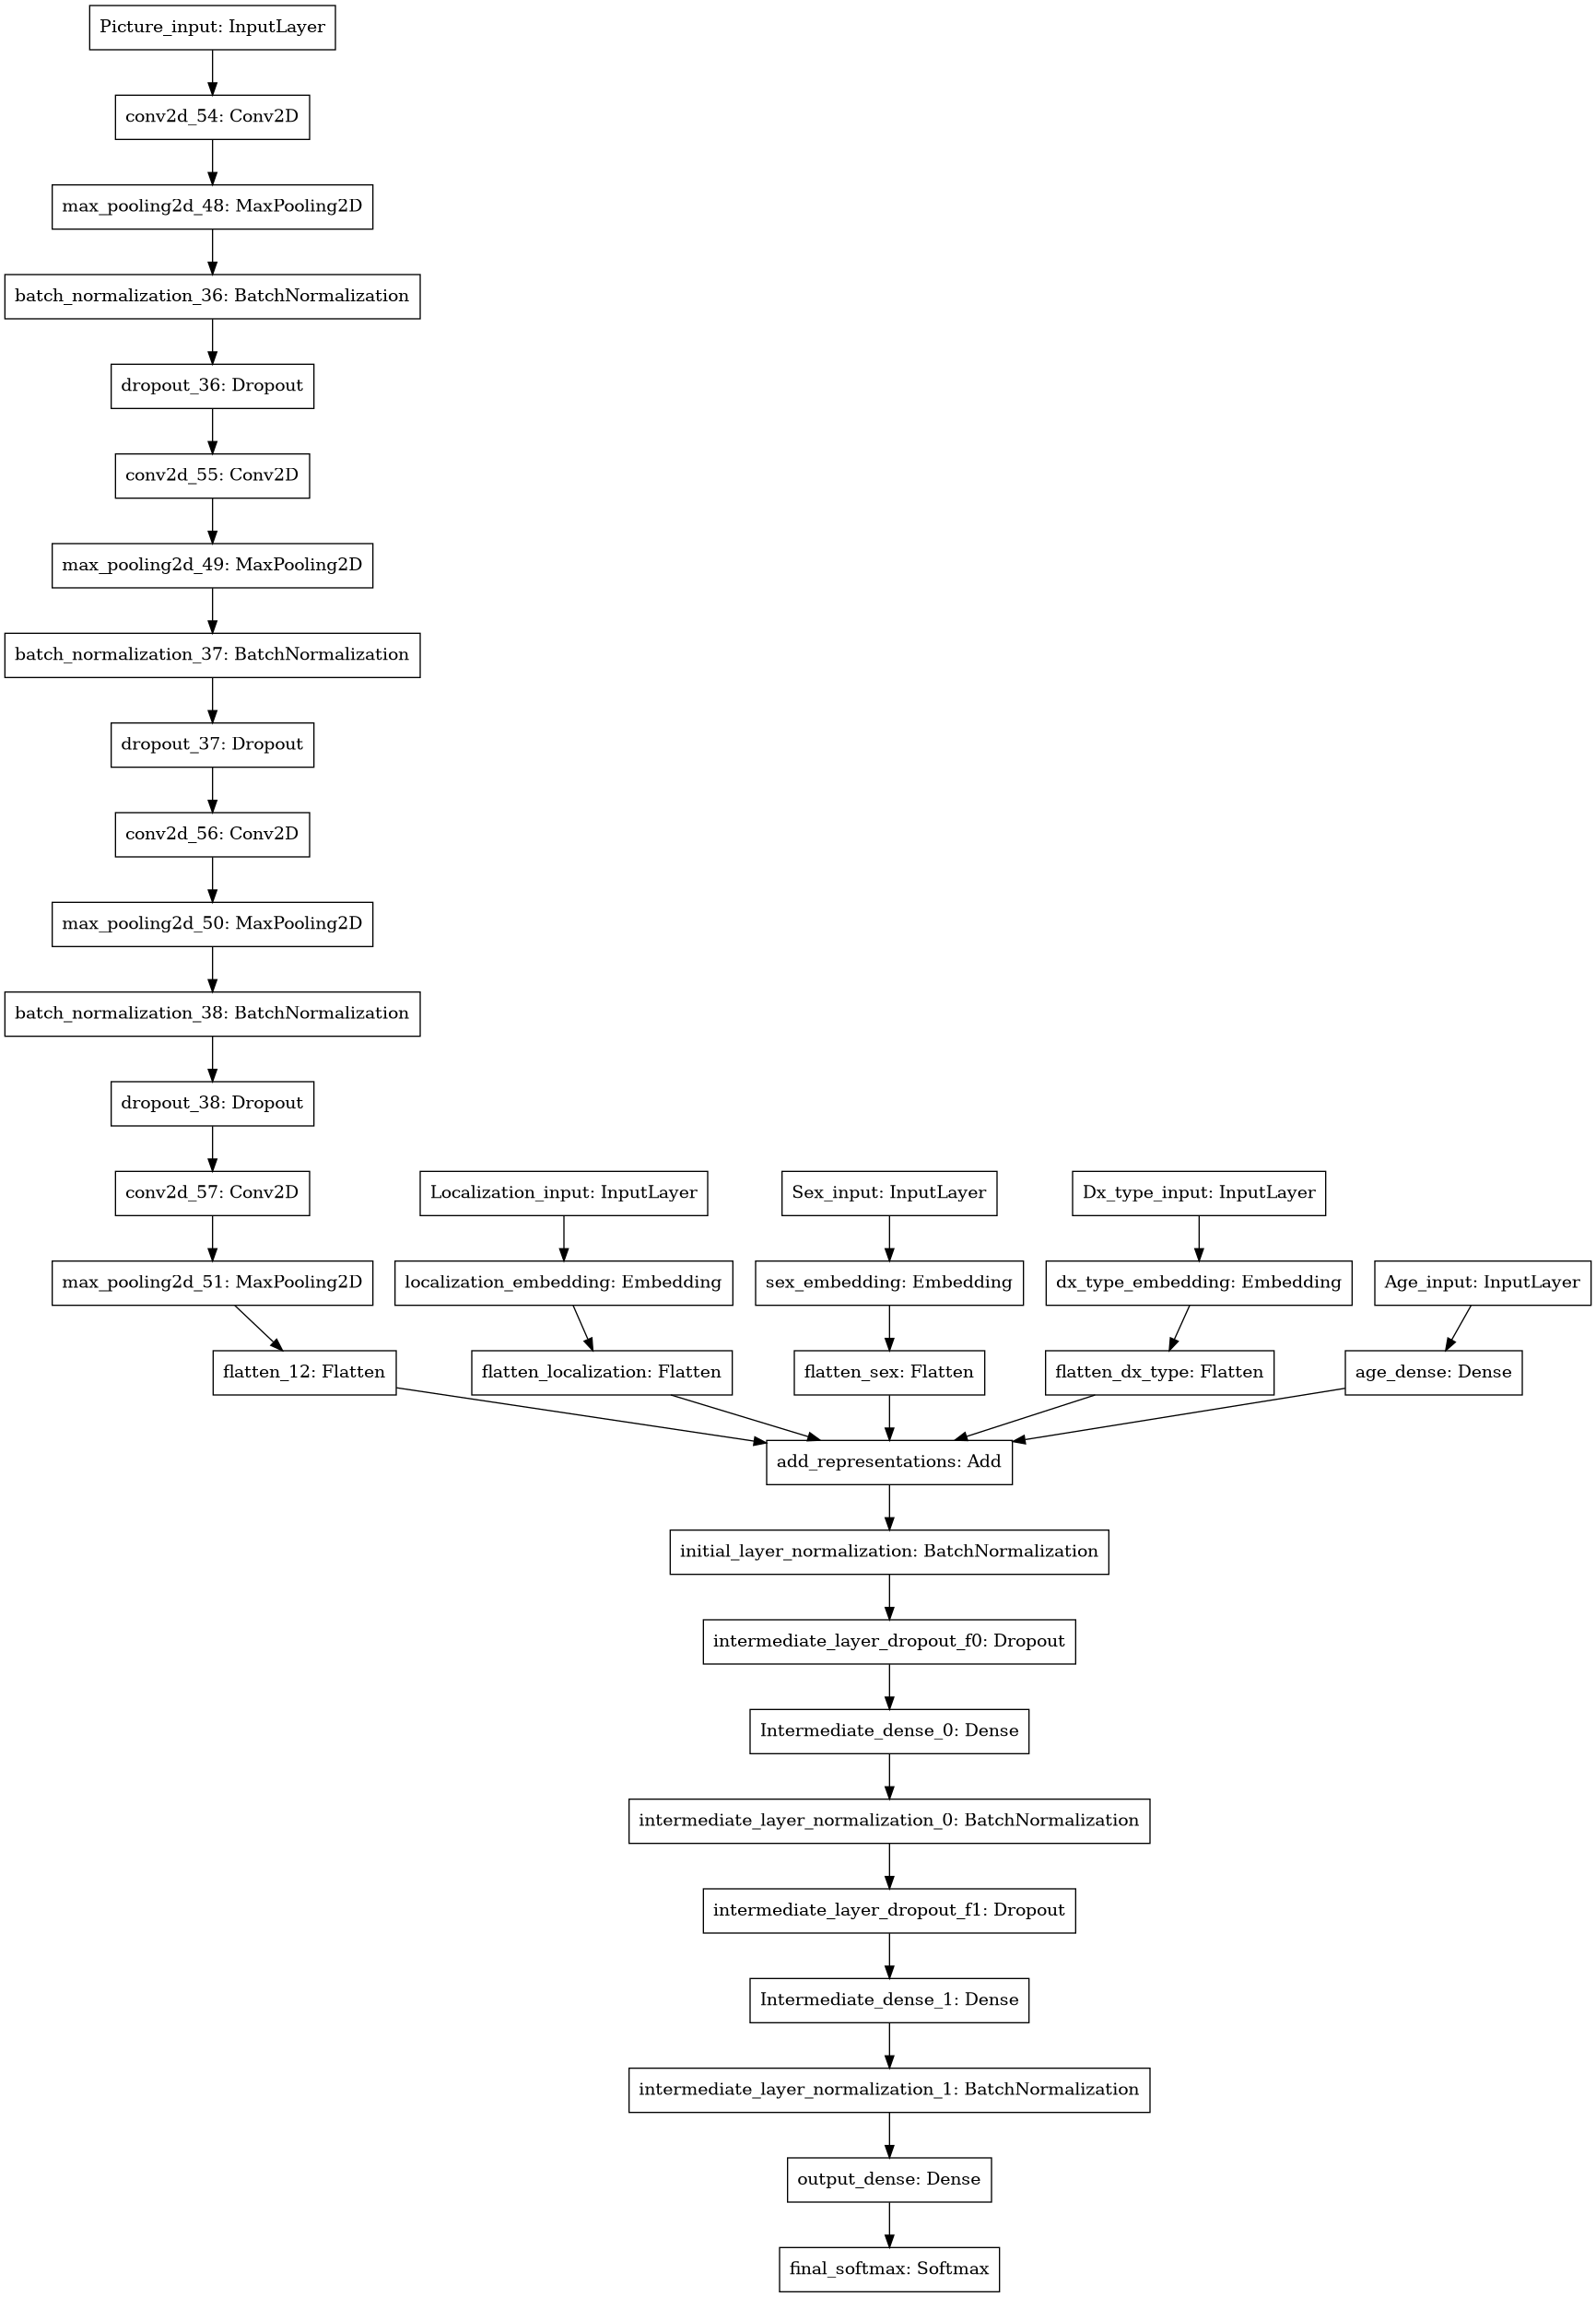 Picture_input: InputLayer
conv2d_54: Conv2D
max_pooling2d_48: MaxPooling2D
batch_normalization_36: BatchNormalization
dropout_36: Dropout
conv2d_55: Conv2D
max_pooling2d_49: MaxPooling2D
batch_normalization_37: BatchNormalization
dropout_37: Dropout
conv2d_56: Conv2D
max_pooling2d_50: MaxPooling2D
batch_normalization_38: BatchNormalization
dropout_38: Dropout
conv2d_57: Conv2D
Localization_input: InputLayer
Sex_input: InputLayer
Dx_type_input: InputLayer
max_pooling2d_51: MaxPooling2D
localization_embedding: Embedding
sex_embedding: Embedding
dx_type_embedding: Embedding
Age_input: InputLayer
flatten_12: Flatten
flatten_localization: Flatten
flatten_sex: Flatten
flatten_dx_type: Flatten
age_dense: Dense
add_representations: Add
initial_layer_normalization: BatchNormalization
intermediate_layer_dropout_f0: Dropout
Intermediate_dense_0: Dense
intermediate_layer_normalization_0: BatchNormalization
intermediate_layer_dropout_f1: Dropout
Intermediate_dense_1: Dense
intermediate_layer_normalization_1: BatchNormalization
output_dense: Dense
final_softmax: Softmax